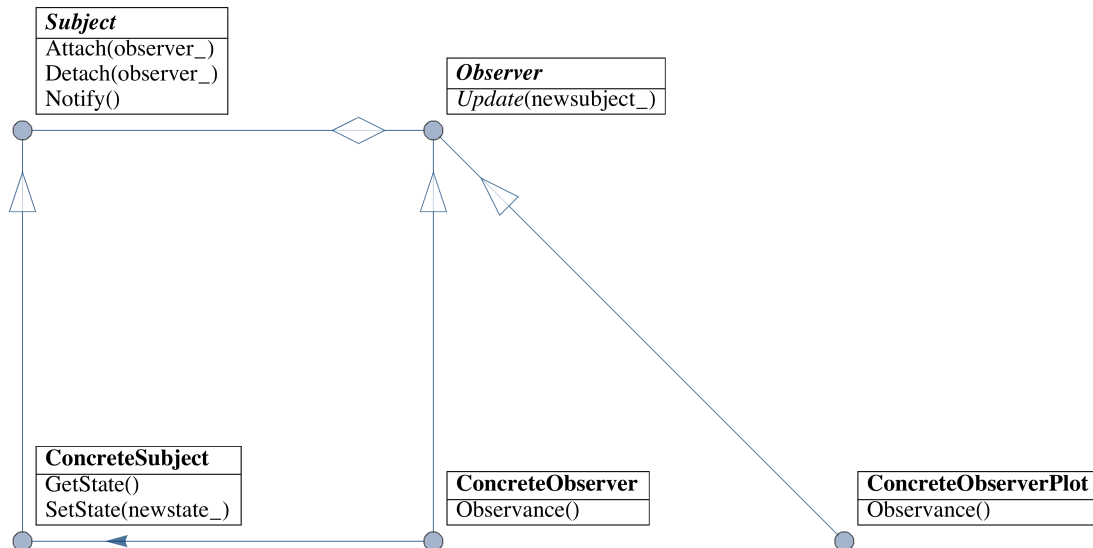 Subject
Attach(observer_)
Detach(observer_)
Notify()
Observer
Update(newsubject_)
ConcreteSubject
GetState()
SetState(newstate_)
ConcreteObserver
Observance()
ConcreteObserverPlot
Observance()